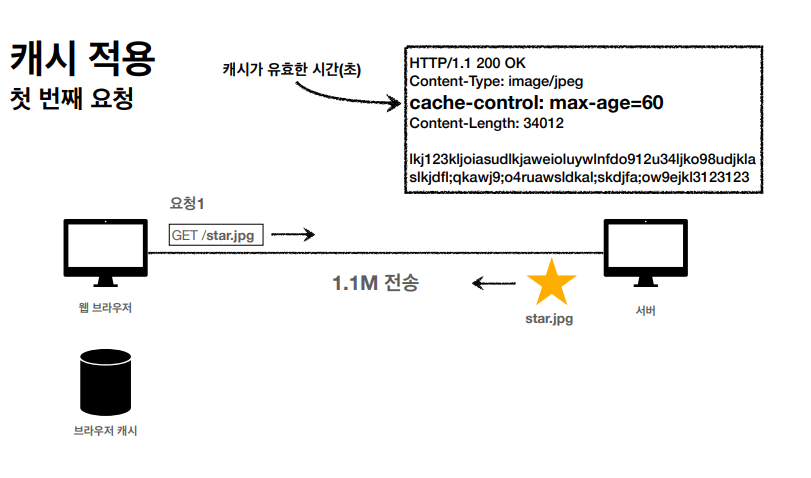 캐시 적용
첫 번째 요청
캐시가 유효한 시간(초)
HTTP/1.1 200 OK
Content-Type: image/jpeg
cache-control: max-age=60
Content-Length: 34012
lkj123kljoiasudlkjaweioluywlnfdo912u34ljko98udjkla
slkjdfl;qkawj9;o4ruawsldkal;skdjfa;ow9ejkl3123123
요청1
GET /star.jpg
1.1M 전송
star.jpg
웹 브라우저
서버
브라우저 캐시